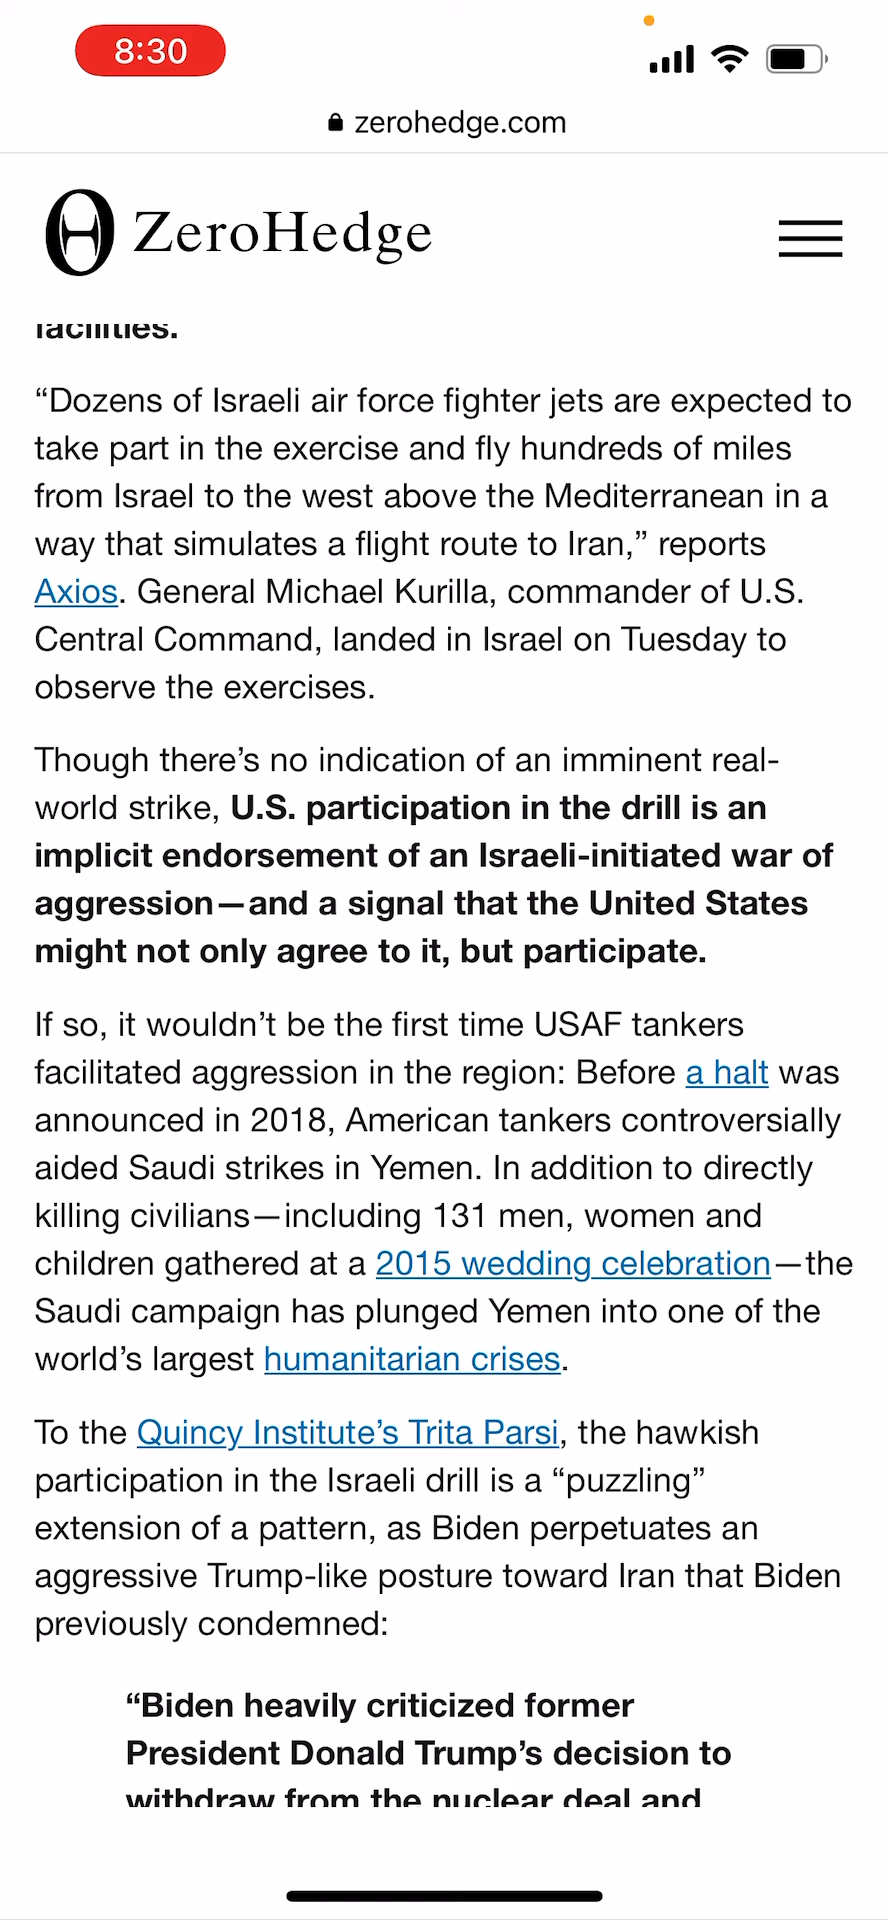 8:30
zerohedge.com
ZeroHedge
facilities.
“Dozens of Israeli air force fighter jets are expected to
take part in the exercise and fly hundreds of miles
from Israel to the west above the Mediterranean in a
way that simulates a flight route to Iran,” reports
Axios. General Michael Kurilla, commander of U.S.
Central Command, landed in Israel on Tuesday to
observe the exercises.
Though there’s no indication of an imminent real-
world strike, U.S. participation in the drill is an
implicit endorsement of an Israeli-initiated war of
aggression—and a signal that the United States
might not only agree to it, but participate.
If so, it wouldn’t be the first time USAF tankers
facilitated aggression in the region: Before a halt was
announced in 2018, American tankers controversially
aided Saudi strikes in Yemen. In addition to directly
killing civilians—including 131 men, women and
children gathered at a 2015 wedding celebration—the
Saudi campaign has plunged Yemen into one of the
world’s largest humanitarian crises.
To the Quincy Institute’s Trita Parsi, the hawkish
participation in the Israeli drill is a “puzzling”
extension of a pattern, as Biden perpetuates an
aggressive Trump-like posture toward Iran that Biden
previously condemned:
“Biden heavily criticized former
President Donald Trump’s decision to
withdraw from the nuclear deal and